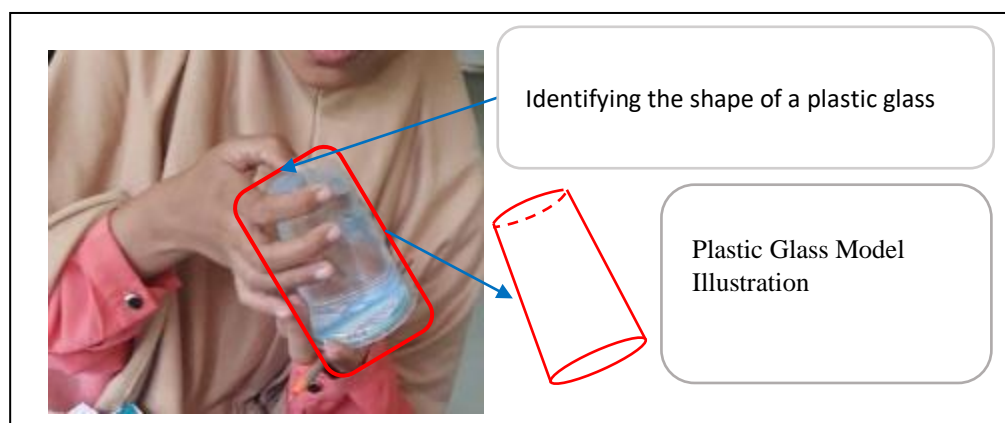 Identifying the shape of a plastic glass
Plastic Glass Model
Illustration